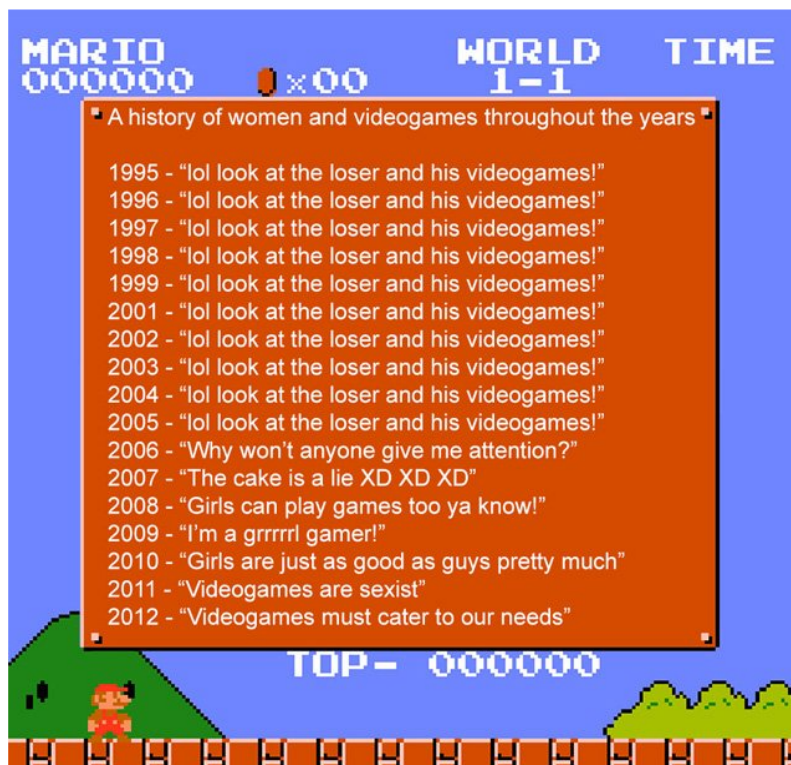 MARIO WORLD TIME
000000 x00 1-1
A history of women and videogames throughout the years
1995 - “lol look at the loser and his videogames!”
1996 - “lol look at the loser and his videogames!”
1997 - “lol look at the loser and his videogames!”
1998 - “lol look at the loser and his videogames!”
1999 - “lol look at the loser and his videogames!”
2001 - “lol look at the loser and his videogames!”
2002 - “lol look at the loser and his videogames!”
2003 - “lol look at the loser and his videogames!”
2004 - “lol look at the loser and his videogames!”
2005 - “lol look at the loser and his videogames!”
2006 - “Why won’t anyone give me attention?”
2007 - “The cake is a lie XD XD XD”
2008 - “Girls can play games too ya know!”
2009 - “I’m a grrrrrl gamer!”
2010 - “Girls are just as good as guys pretty much”
2011 - “Videogames are sexist”
2012 - “Videogames must cater to our needs”
TOP- 000000